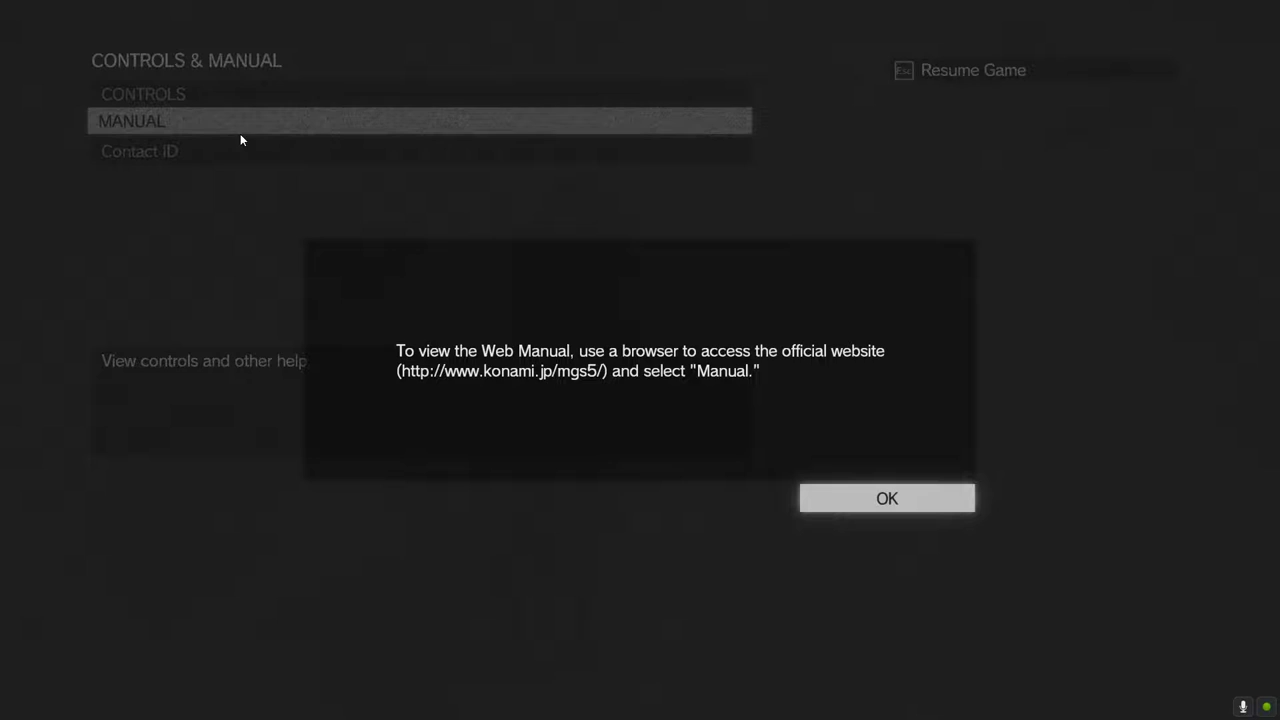 CONTROLS & MANUAL
Esc Resume Game
CONTROLS
MANUAL
Contact ID
View controls and other help
To view the Web Manual, use a browser to access the official website
(http://www.konami.jp/mgs5/) and select "Manual."
OK